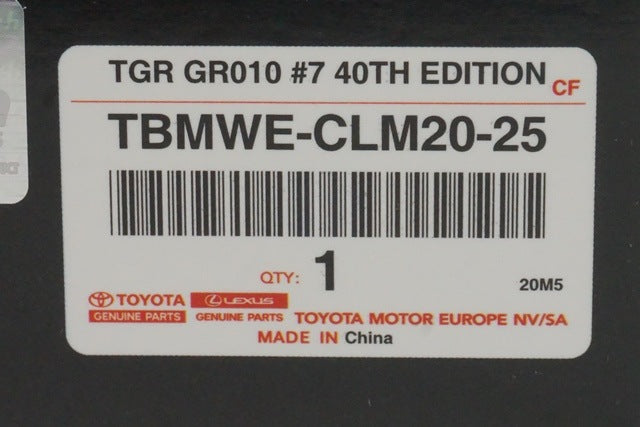 TGR GR010 #7 40TH EDITION CF
TBMWE-CLM20-25
QTY: 1
20M5
TOYOTA LEXUS
GENUINE PARTS GENUINE PARTS TOYOTA MOTOR EUROPE NV/SA
MADE IN China